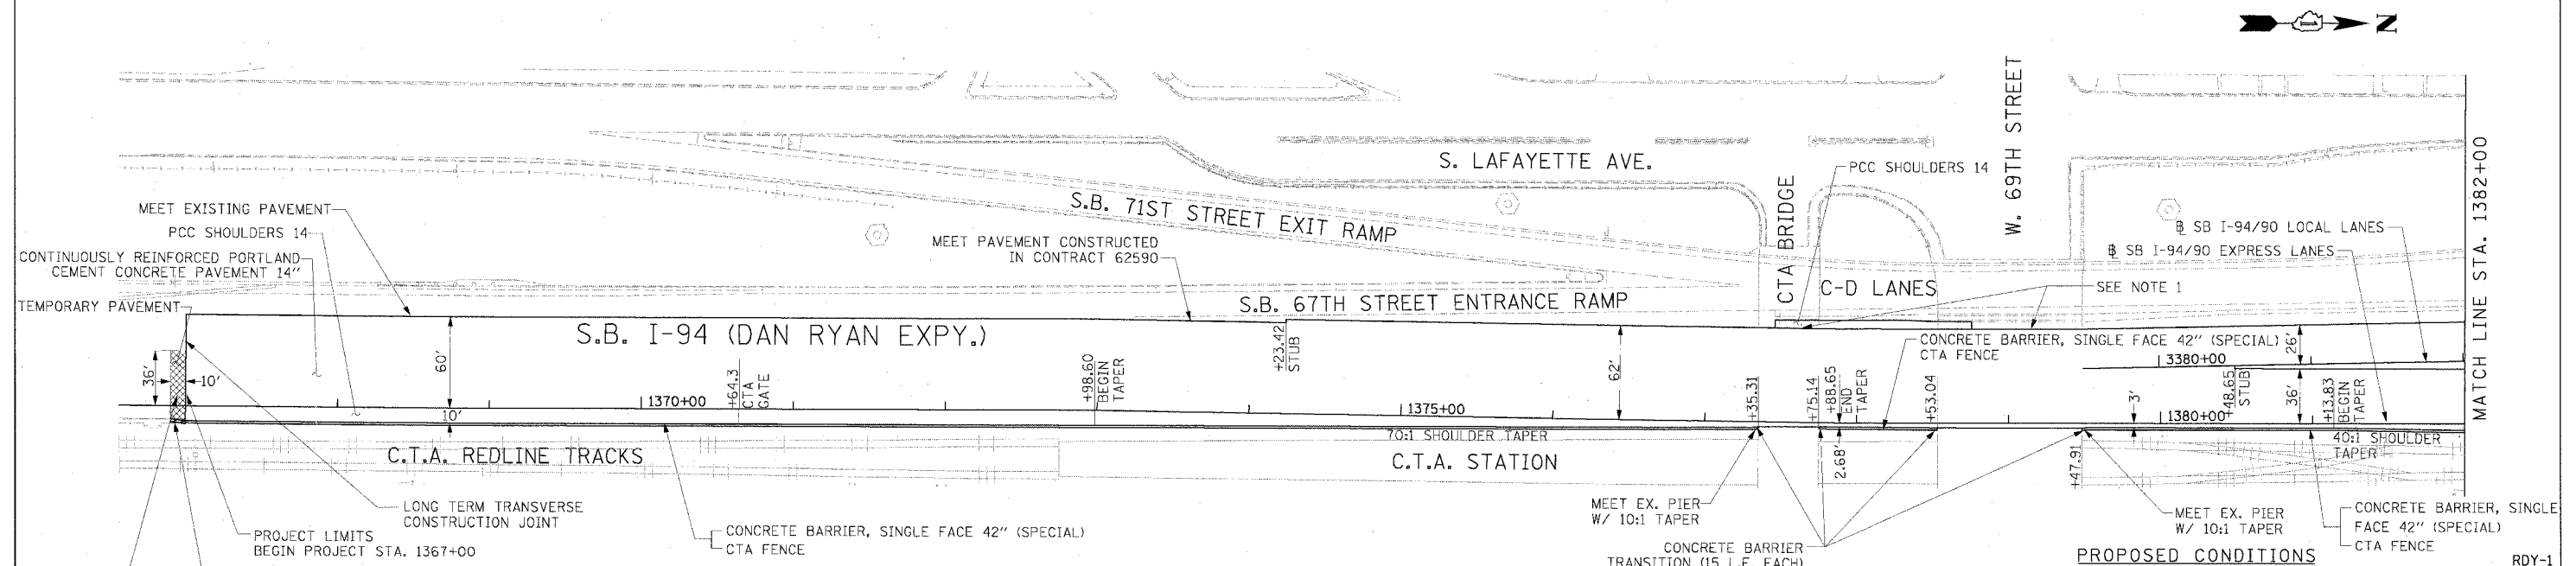 N
W. 69TH STREET
S. LAFAYETTE AVE.
PCC SHOULDERS 14
CTA BRIDGE
S.B. 71ST STREET EXIT RAMP
MEET EXISTING PAVEMENT
PCC SHOULDERS 14
CONTINUOUSLY REINFORCED PORTLAND
CEMENT CONCRETE PAVEMENT 14"
TEMPORARY PAVEMENT
MEET PAVEMENT CONSTRUCTED
IN CONTRACT 62590
SB I-94/90 LOCAL LANES
SB I-94/90 EXPRESS LANES
MATCH LINE STA. 1382+00
C-D LANES
SEE NOTE 1
S.B. 67TH STREET ENTRANCE RAMP
S.B. I-94 (DAN RYAN EXPY.)
CONCRETE BARRIER, SINGLE FACE 42" (SPECIAL)
CTA FENCE
36'
10'
60'
10'
+64.3
CTA
GATE
1370+00
+98.60
BEGIN
TAPER
+23.42
STUB
1375+00
62'
+35.31
+75.14
+88.65
END
TAPER
+53.04
3380+00
26'
3'
1380+00
+48.65
STUB
36'
+13.83
BEGIN
TAPER
70:1 SHOULDER TAPER
40:1 SHOULDER
TAPER
2.68'
+47.91
C.T.A. REDLINE TRACKS
C.T.A. STATION
LONG TERM TRANSVERSE
CONSTRUCTION JOINT
PROJECT LIMITS
BEGIN PROJECT STA. 1367+00
CONCRETE BARRIER, SINGLE FACE 42" (SPECIAL)
CTA FENCE
MEET EX. PIER
W/ 10:1 TAPER
CONCRETE BARRIER
TRANSITION (15 L.F. EACH)
MEET EX. PIER
W/ 10:1 TAPER
CONCRETE BARRIER, SINGLE
FACE 42" (SPECIAL)
CTA FENCE
PROPOSED CONDITIONS
RDY-1